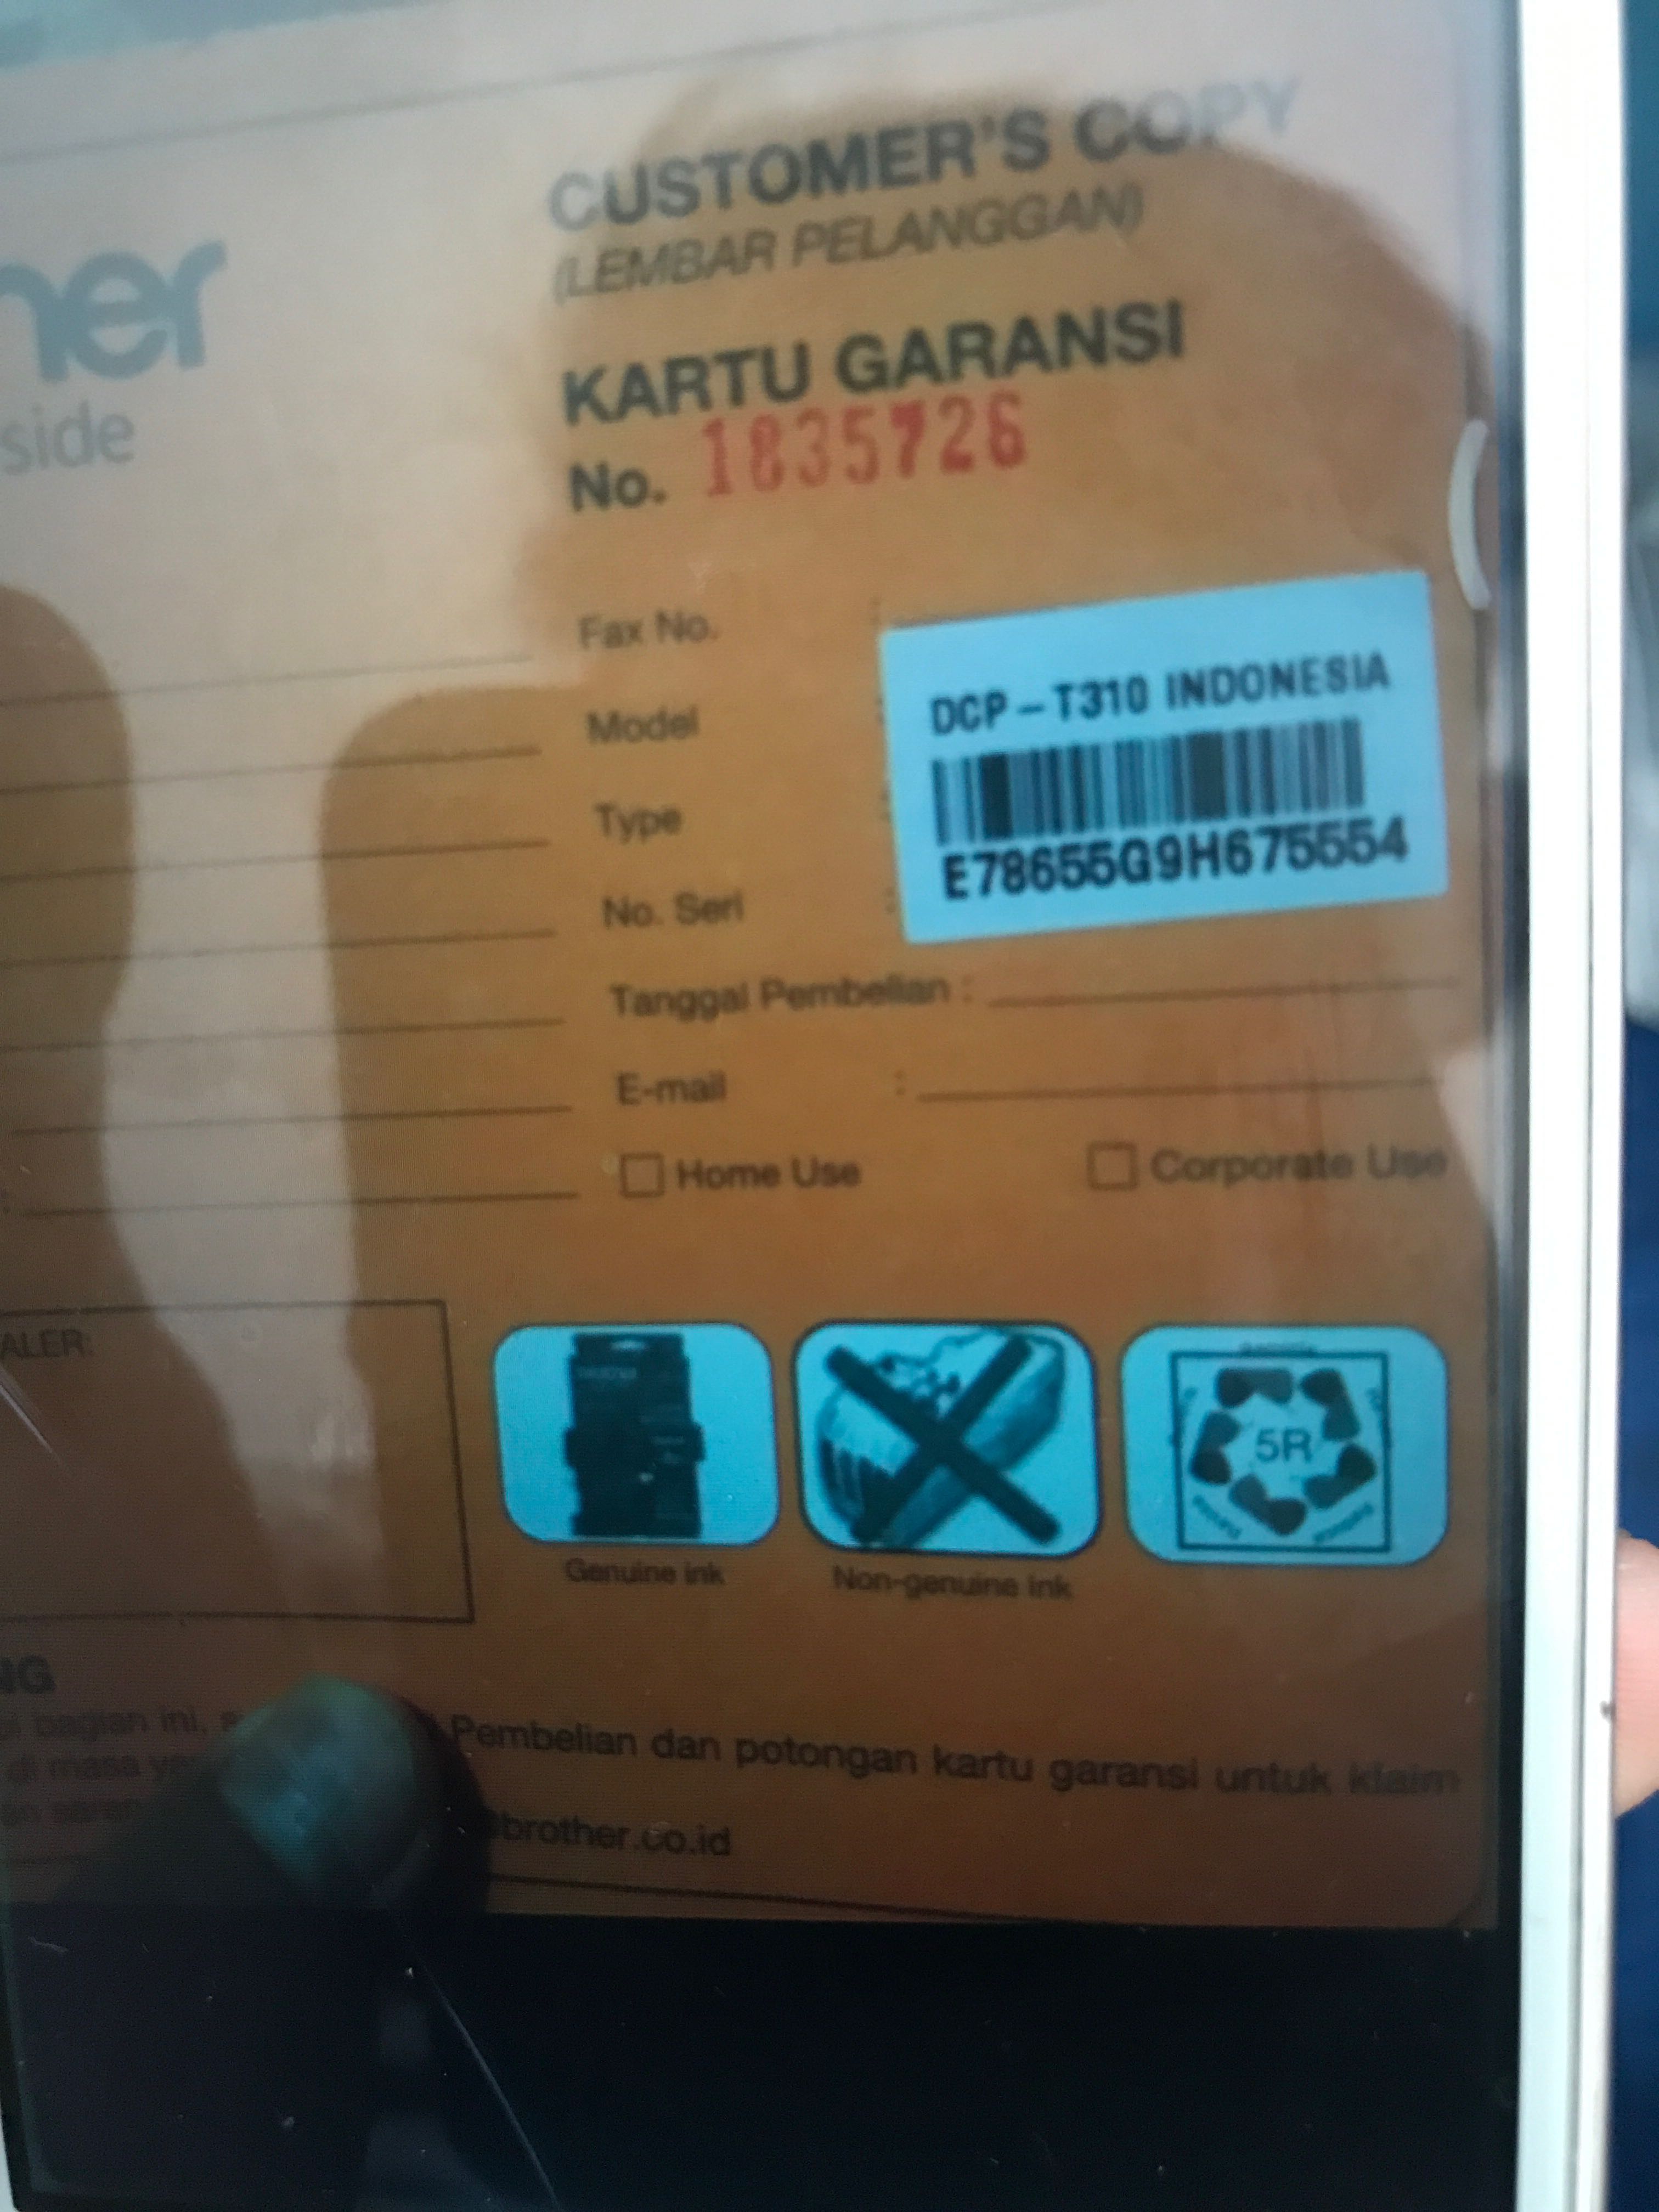 CUSTOMER'S COPY
(LEMBAR PELANGGAN)
side
KARTU GARANSI
No. 1835726
Fax No. :
DCP-T310 INDONESIA
Model :
Type :
E78655G9H675554
No. Seri :
Tanggal Pembelian :
E-mail :
Home Use Corporate Use
ALER:
5R
Genuine ink Non-genuine ink
NG
bagian ini, Pembelian dan potongan kartu garansi untuk klaim
di masa
brother.co.id